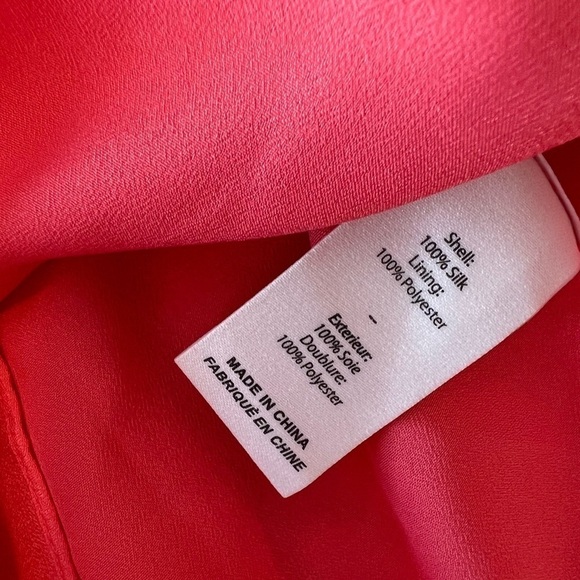 Shell:
100% Silk
Lining:
100% Polyester
-
Exterieur:
100% Soie
Doublure:
100% Polyester
MADE IN CHINA
FABRIQUÉ EN CHINE